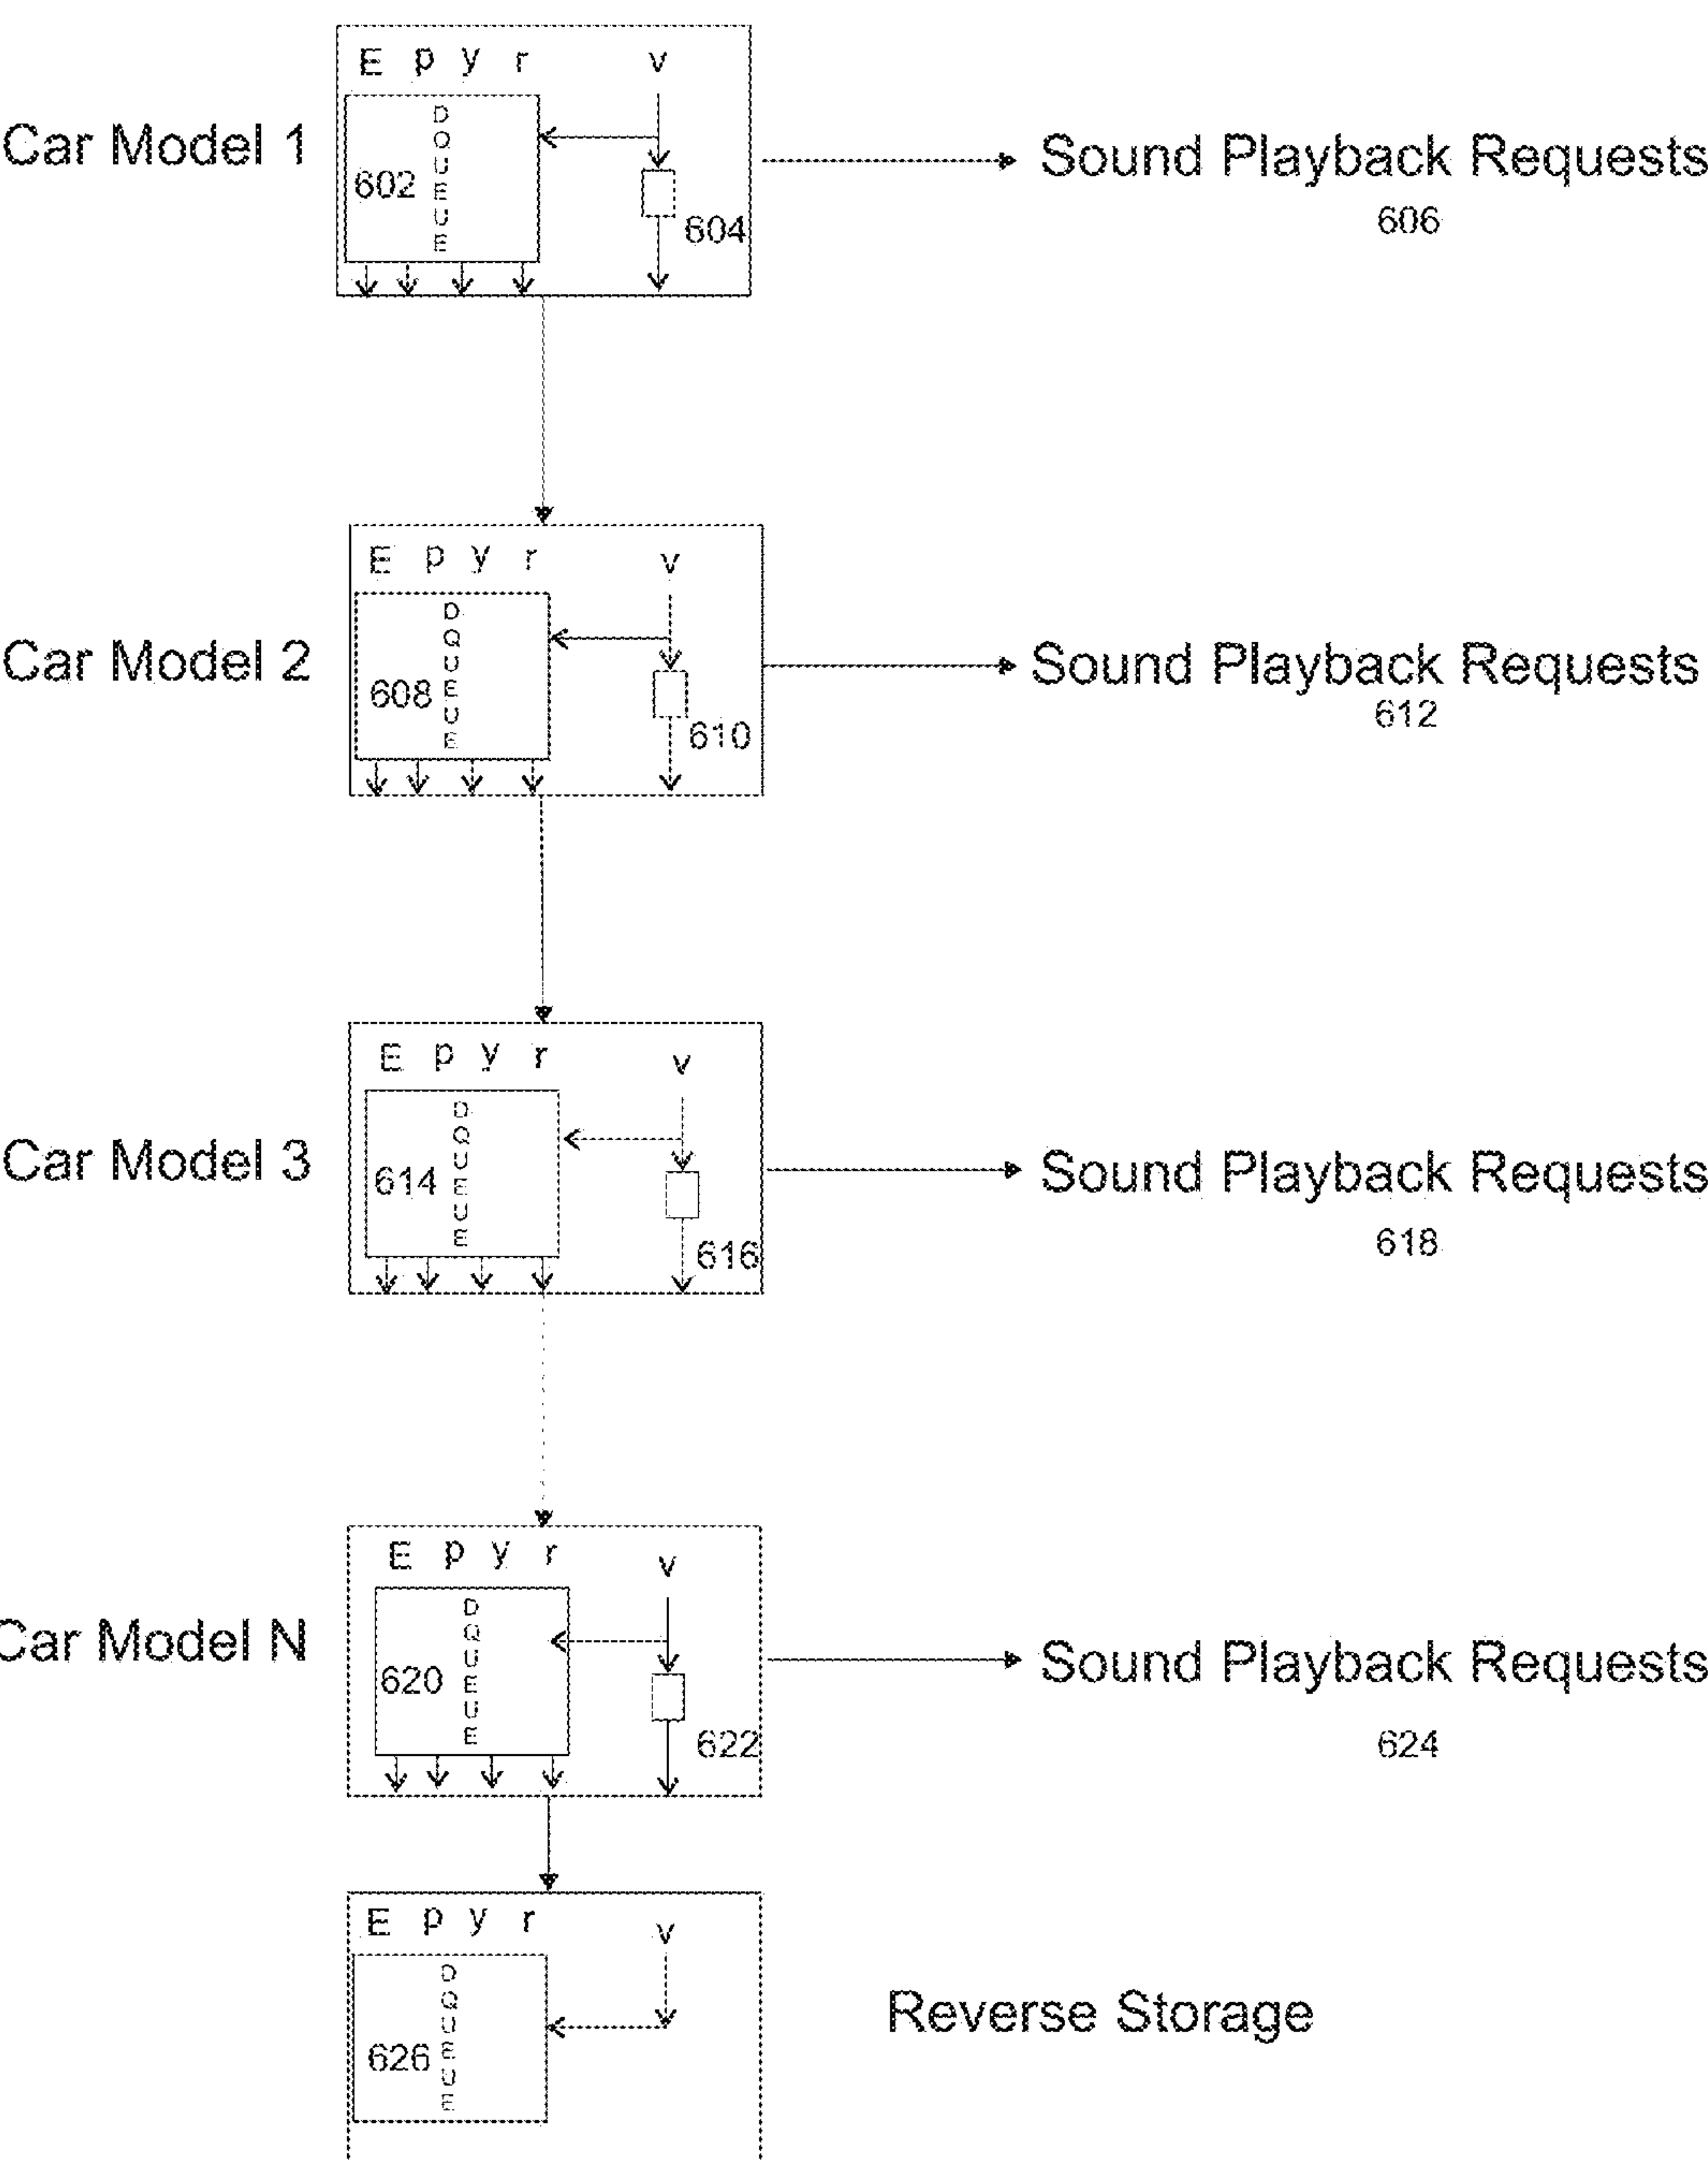 E p y r v
Car Model 1
DQUEUE
602
604
Sound Playback Requests
606
E p y r v
Car Model 2
DQUEUE
608
610
Sound Playback Requests
612
E p y r v
Car Model 3
DQUEUE
614
616
Sound Playback Requests
618
E p y r v
Car Model N
DQUEUE
620
622
Sound Playback Requests
624
E p y r v
DQUEUE
626
Reverse Storage